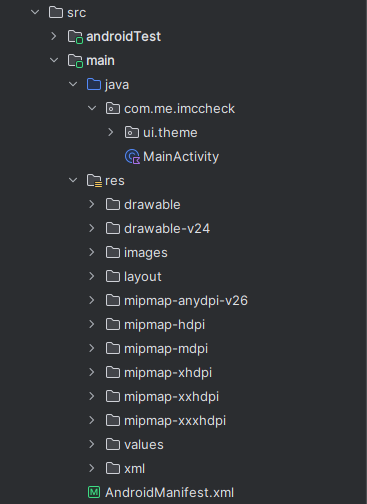 src
androidTest
main
java
com.me.imccheck
ui.theme
MainActivity
res
drawable
drawable-v24
images
layout
mipmap-anydpi-v26
mipmap-hdpi
mipmap-mdpi
mipmap-xhdpi
mipmap-xxhdpi
mipmap-xxxhdpi
values
xml
M AndroidManifest.xml